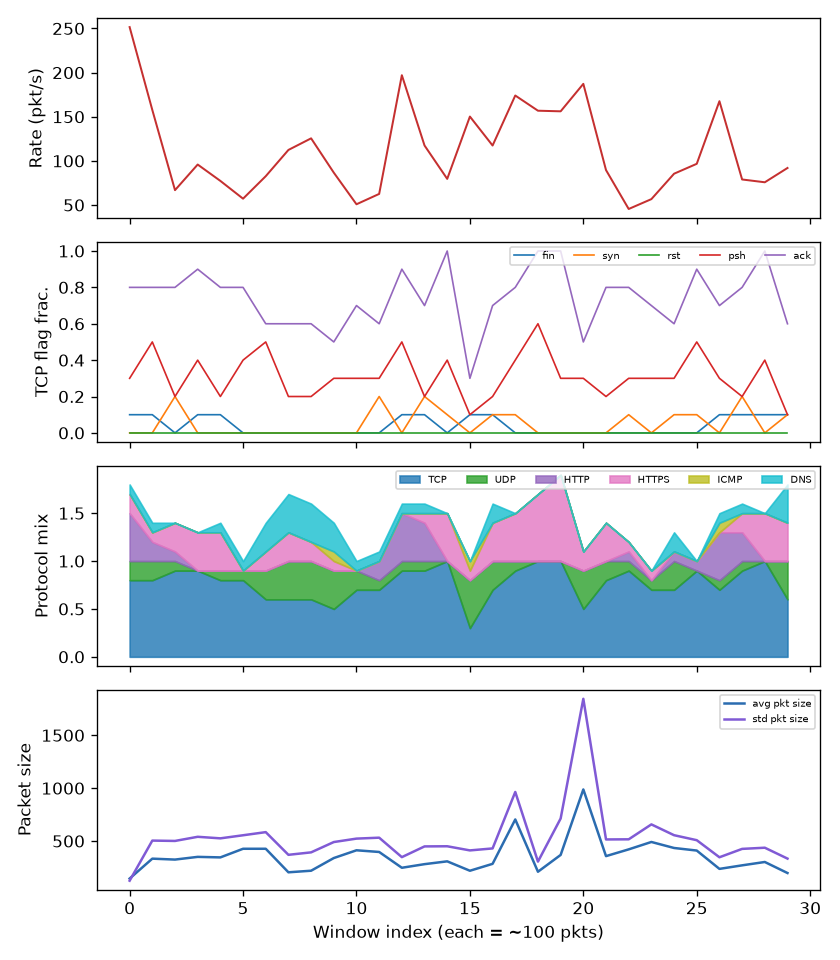 250
200
150
100
50
Rate (pkt/s)
fin syn rst psh ack
1.0
0.8
0.6
0.4
0.2
0.0
TCP flag frac.
TCP UDP HTTP HTTPS ICMP DNS
1.5
1.0
0.5
0.0
Protocol mix
avg pkt size
std pkt size
1500
1000
500
Packet size
0 5 10 15 20 25 30
Window index (each = ~100 pkts)